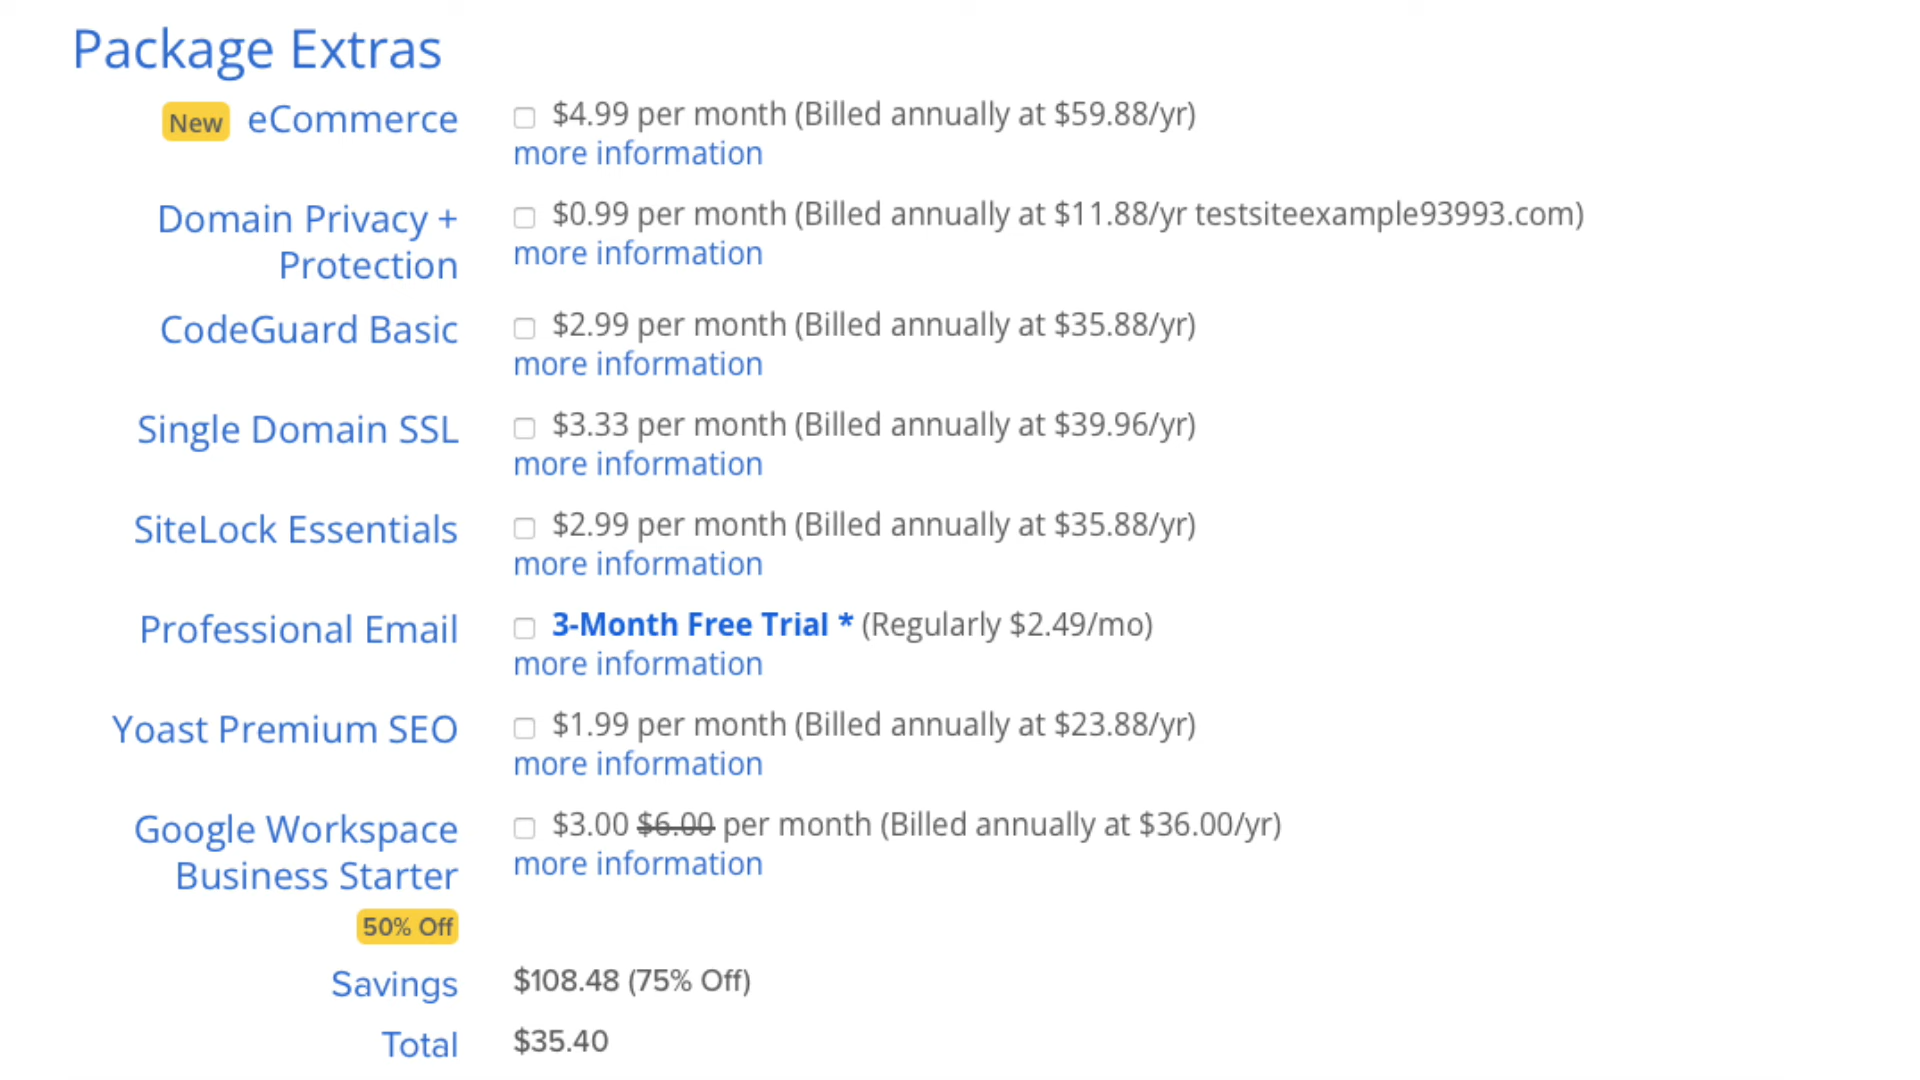 Package Extras
New eCommerce
$4.99 per month (Billed annually at $59.88/yr)
more information
Domain Privacy +
Protection
$0.99 per month (Billed annually at $11.88/yr testsiteexample93993.com)
more information
CodeGuard Basic
$2.99 per month (Billed annually at $35.88/yr)
more information
Single Domain SSL
$3.33 per month (Billed annually at $39.96/yr)
more information
SiteLock Essentials
$2.99 per month (Billed annually at $35.88/yr)
more information
Professional Email
3-Month Free Trial * (Regularly $2.49/mo)
more information
Yoast Premium SEO
$1.99 per month (Billed annually at $23.88/yr)
more information
Google Workspace
Business Starter
50% Off
$3.00 $6.00 per month (Billed annually at $36.00/yr)
more information
Savings
$108.48 (75% Off)
Total
$35.40